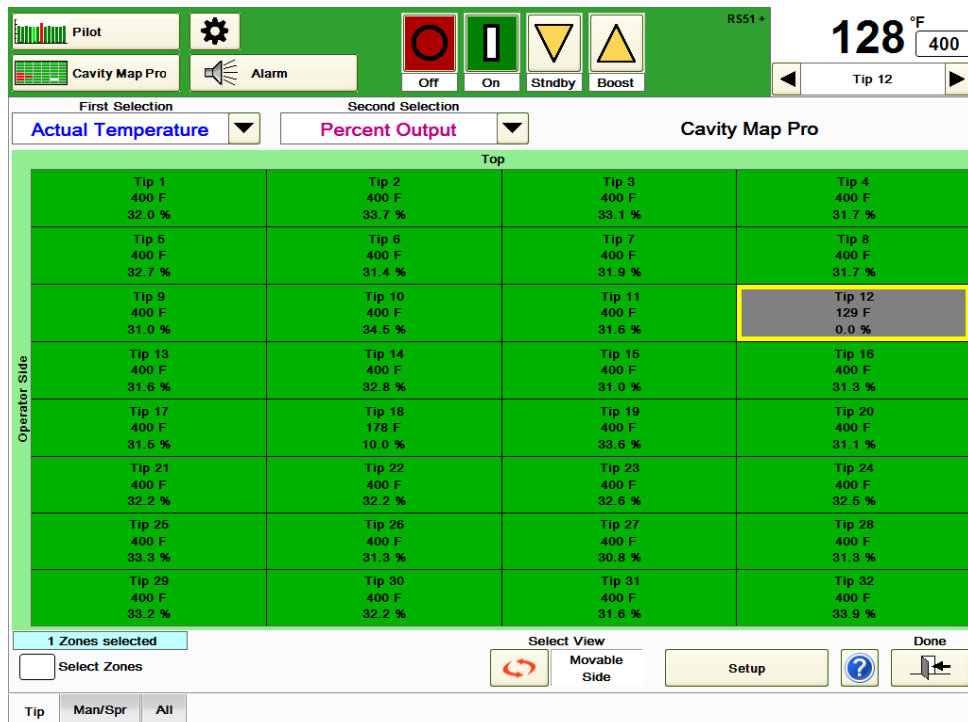 Pilot
RS51 +
128 °F
400
Cavity Map Pro
Alarm
Off On Stndby Boost
Tip 12
First Selection Second Selection
Actual Temperature Percent Output Cavity Map Pro
Top
Operator Side
Tip 1 Tip 2 Tip 3 Tip 4
400 F 400 F 400 F 400 F
32.0 % 33.7 % 33.1 % 31.7 %
Tip 5 Tip 6 Tip 7 Tip 8
400 F 400 F 400 F 400 F
32.7 % 31.4 % 31.9 % 31.7 %
Tip 9 Tip 10 Tip 11 Tip 12
400 F 400 F 400 F 129 F
31.0 % 34.5 % 31.6 % 0.0 %
Tip 13 Tip 14 Tip 15 Tip 16
400 F 400 F 400 F 400 F
31.6 % 32.8 % 31.0 % 31.3 %
Tip 17 Tip 18 Tip 19 Tip 20
400 F 178 F 400 F 400 F
31.5 % 10.0 % 33.6 % 31.1 %
Tip 21 Tip 22 Tip 23 Tip 24
400 F 400 F 400 F 400 F
32.2 % 32.2 % 32.6 % 32.5 %
Tip 25 Tip 26 Tip 27 Tip 28
400 F 400 F 400 F 400 F
33.3 % 31.3 % 30.8 % 31.3 %
Tip 29 Tip 30 Tip 31 Tip 32
400 F 400 F 400 F 400 F
33.2 % 32.2 % 31.6 % 33.9 %
1 Zones selected Select View Done
Select Zones
Movable
Side
Setup
?
Tip Man/Spr All